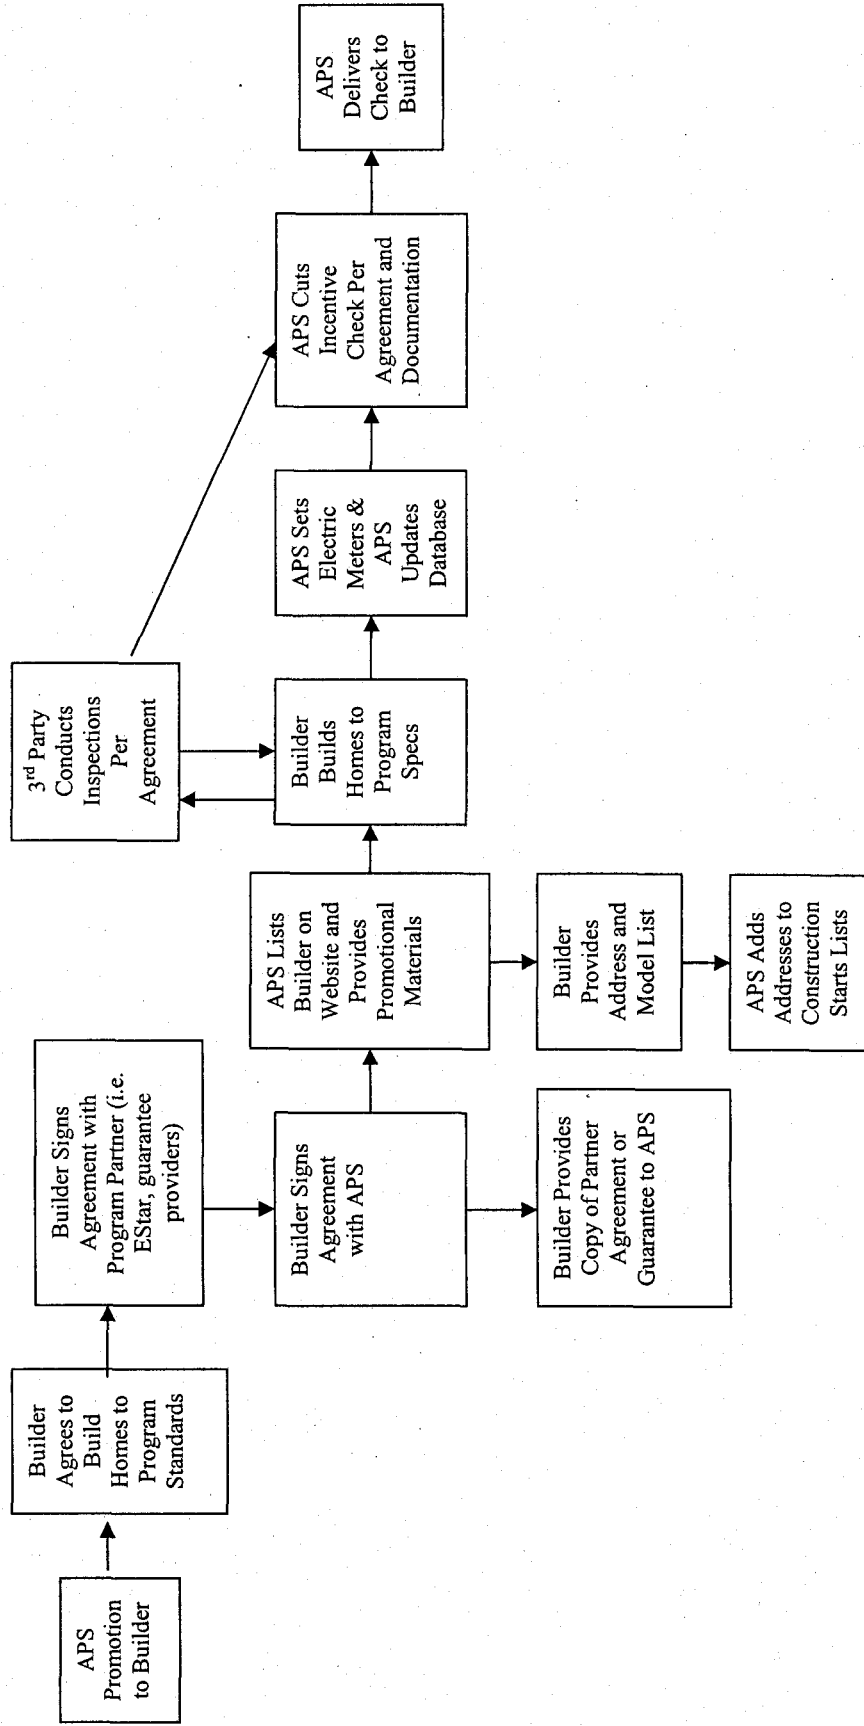 APS
Promotion
to Builder
Builder
Agrees to
Build
Homes to
Program
Standards
Builder Signs
Agreement with
Program Partner (i.e.
EStar, guarantee
providers)
Builder Signs
Agreement
with APS
Builder Provides
Copy of Partner
Agreement or
Guarantee to APS
APS Lists
Builder on
Website and
Provides
Promotional
Materials
Builder
Provides
Address and
Model List
APS Adds
Addresses to
Construction
Starts Lists
3rd Party
Conducts
Inspections
Per
Agreement
Builder
Builds
Homes to
Program
Specs
APS Sets
Electric
Meters &
APS
Updates
Database
APS Cuts
Incentive
Check Per
Agreement and
Documentation
APS
Delivers
Check to
Builder